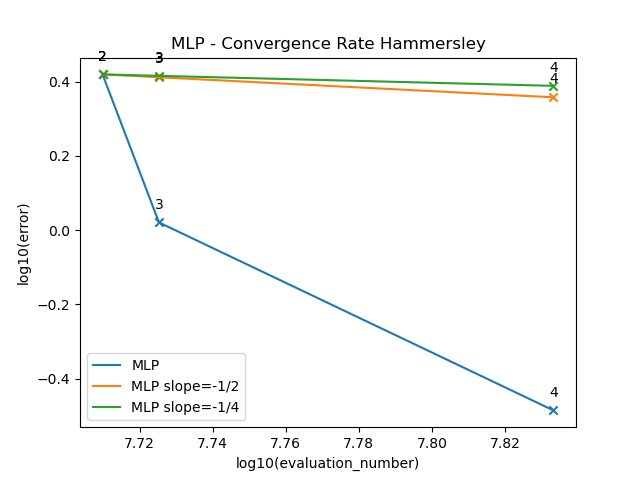 MLP - Convergence Rate Hammersley
2
3
3
4
4
3
4
0.4
0.2
0.0
−0.2
−0.4
log10(error)
MLP
MLP slope=-1/2
MLP slope=-1/4
7.72 7.74 7.76 7.78 7.80 7.82
log10(evaluation_number)